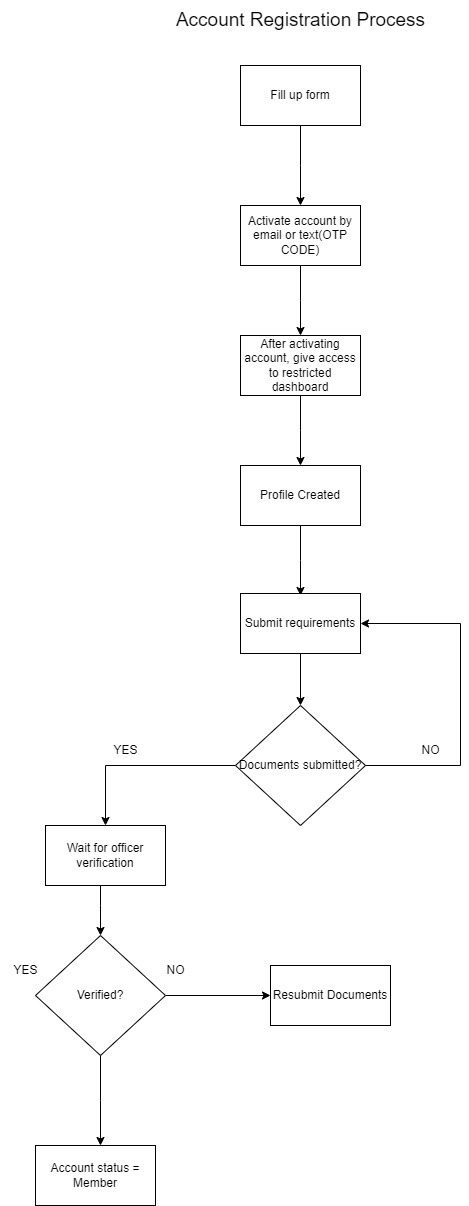 Account Registration Process
Fill up form
Activate account by
email or text(OTP
CODE)
After activating
account, give access
to restricted
dashboard
Profile Created
Submit requirements
YES
NO
Documents submitted?
Wait for officer
verification
YES
NO
Verified?
Resubmit Documents
Account status =
Member